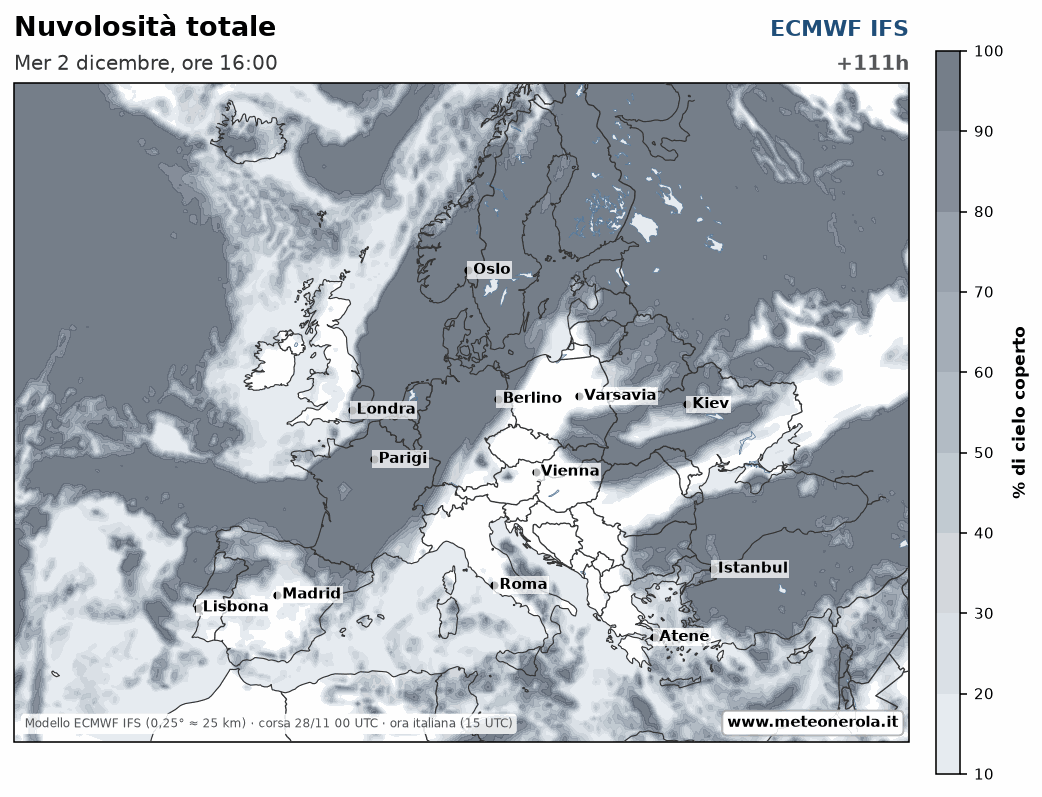 Nuvolosità totale
ECMWF IFS
Mer 2 dicembre, ore 16:00
+111h
100
90
80
70
60
50
40
30
20
10
% di cielo coperto
Oslo
Berlino
Varsavia
Kiev
Londra
Parigi
Vienna
Istanbul
Roma
Madrid
Lisbona
Atene
Modello ECMWF IFS (0,25° ≈ 25 km) · corsa 28/11 00 UTC · ora italiana (15 UTC)
www.meteonerola.it